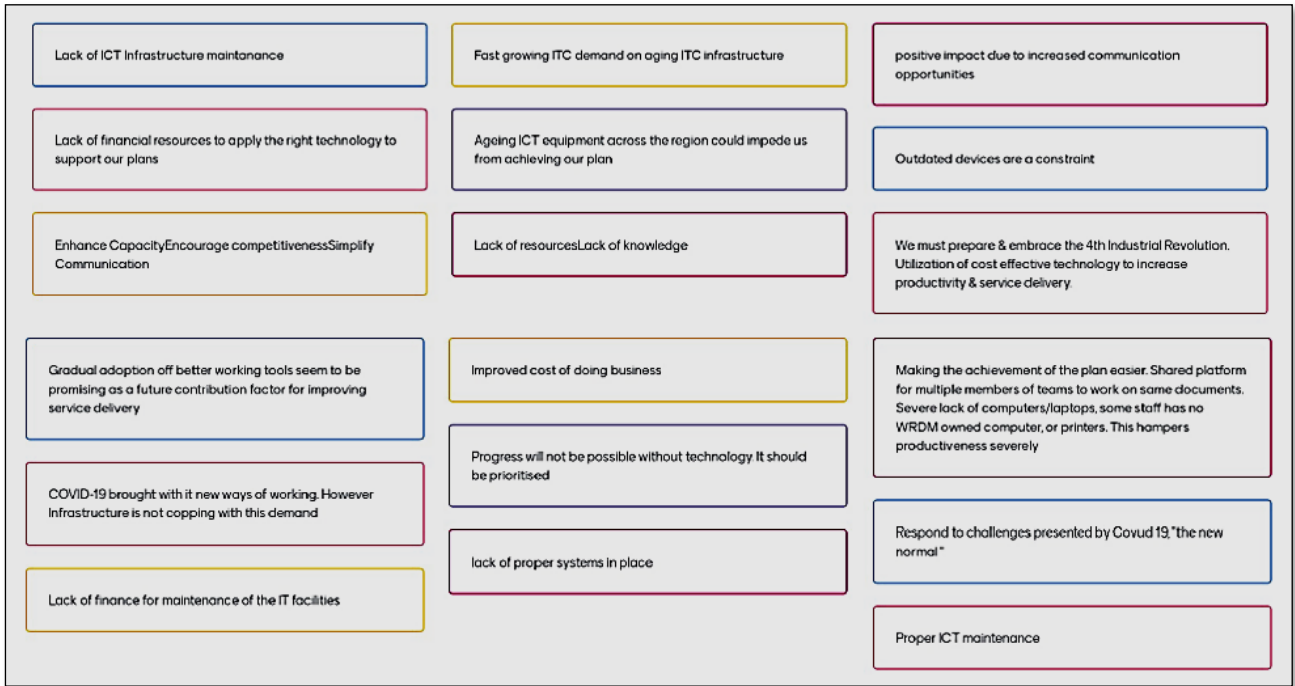 Lack of ICT Infrastructure maintanance
Lack of financial resources to apply the right technology to
support our plans
Enhance CapacityEncourage competitivenessSimplify
Communication
Fast growing ITC demand on aging ITC infrastructure
Ageing ICT equipment across the region could impede us
from achieving our plan
Lack of resourcesLack of knowledge
positive impact due to increased communication
opportunities
Outdated devices are a constraint
We must prepare & embrace the 4th Industrial Revolution.
Utilization of cost effective technology to increase
productivity & service delivery.
Gradual adoption off better working tools seem to be
promising as a future contribution factor for improving
service delivery
COVID-19 brought with it new ways of working. However
Infrastructure is not copping with this demand
Lack of finance for maintenance of the IT facilities
Improved cost of doing business
Progress will not be possible without technology. It should
be prioritised
lack of proper systems in place
Making the achievement of the plan easier. Shared platform
for multiple members of teams to work on same documents.
Severe lack of computers/laptops, some staff has no
WRDM owned computer, or printers. This hampers
productiveness severely
Respond to challenges presented by Covud 19, "the new
normal"
Proper ICT maintenance